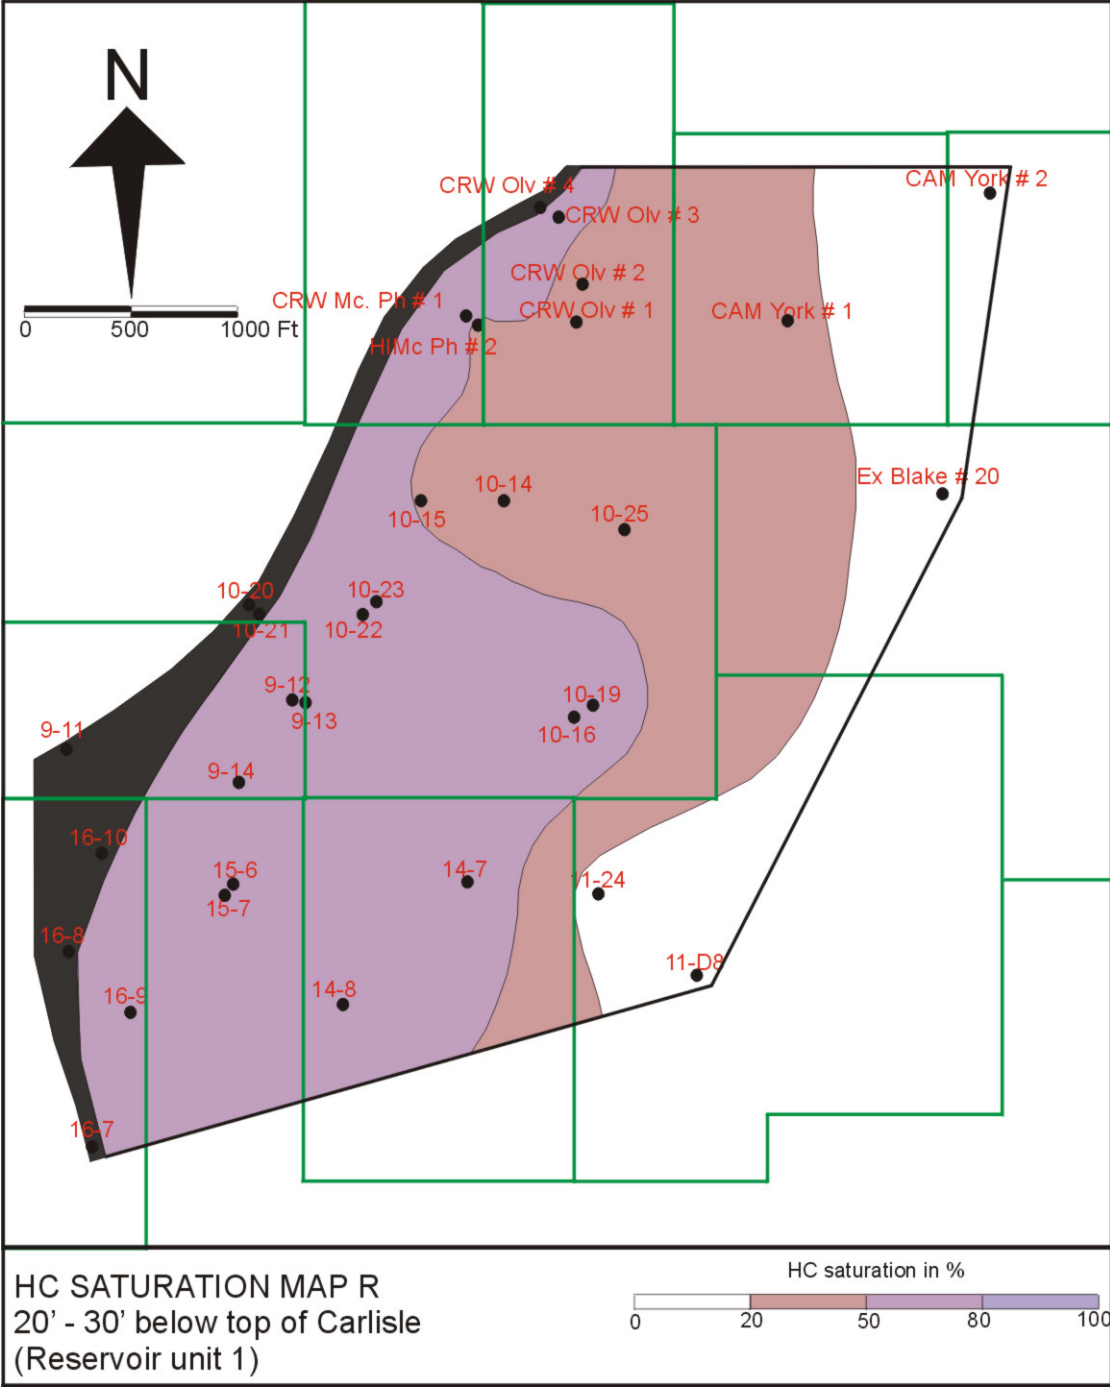 N
CRW Olv # 4
CAM York # 2
CRW Olv # 3
CRW Olv # 2
CRW Mc. Ph # 1
CRW Olv # 1
CAM York # 1
0 500 1000 Ft
HIMc Ph # 2
Ex Blake # 20
10-14
10-15
10-25
10-20
10-23
10-21
10-22
9-12
10-19
9-13
10-16
9-11
9-14
16-10
15-6
14-7
11-24
15-7
16-8
11-D8
16-9
14-8
16-7
HC SATURATION MAP R
20' - 30' below top of Carlisle
(Reservoir unit 1)
HC saturation in %
0 20 50 80 100